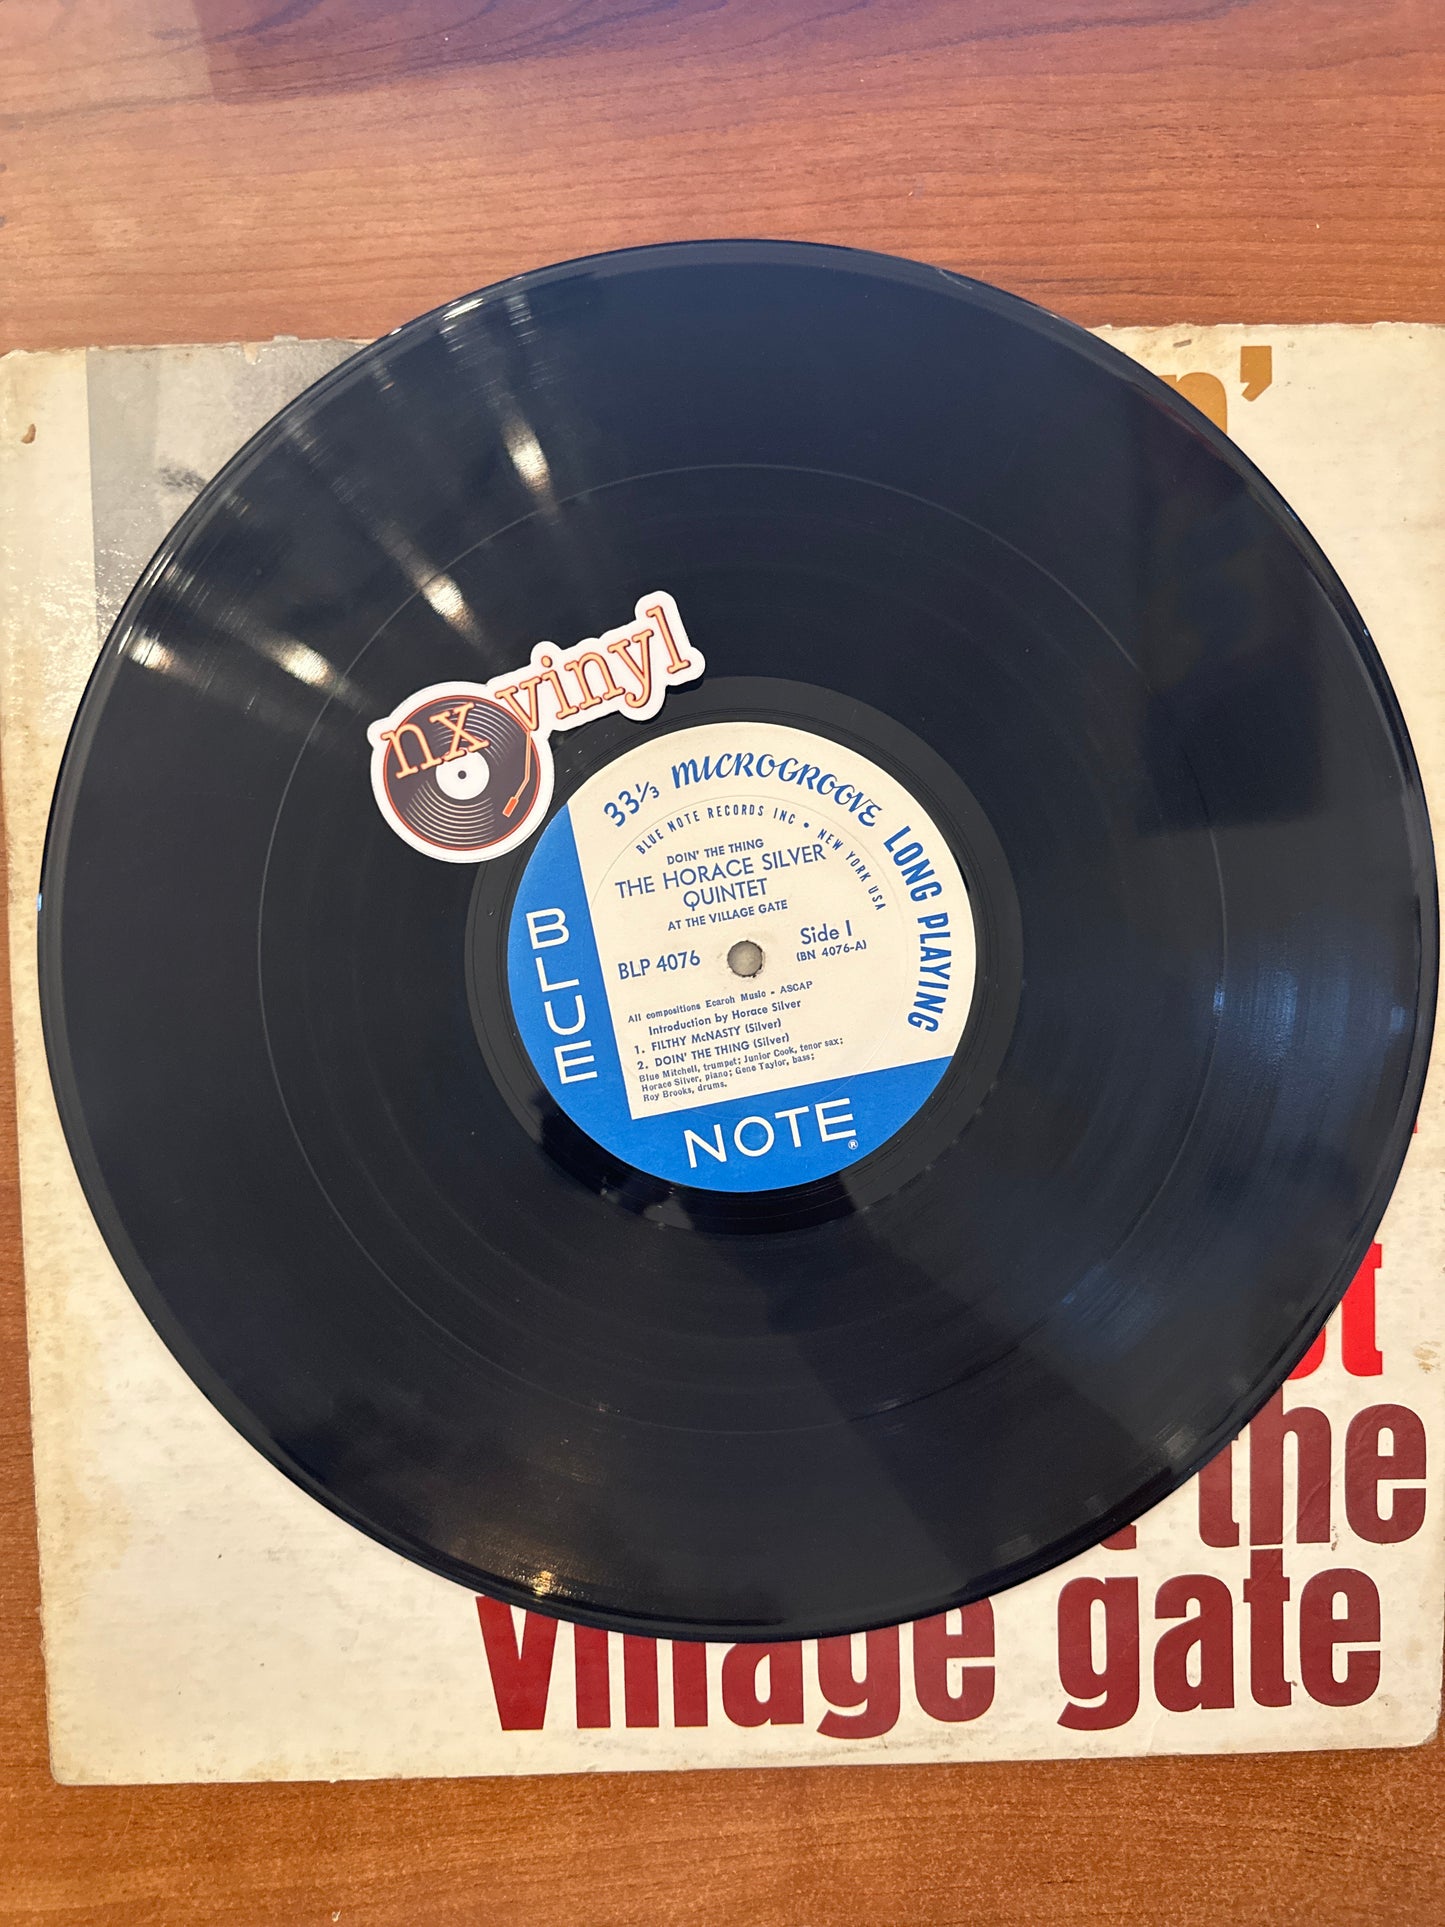 nx vinyl
33⅓ MICROGROOVE LONG PLAYING
BLUE NOTE RECORDS INC • NEW YORK USA
DOIN' THE THING
THE HORACE SILVER
QUINTET
AT THE VILLAGE GATE
BLP 4076
Side 1
(BN 4076-A)
All compositions Ecaroh Music - ASCAP
Introduction by Horace Silver
1. FILTHY McNASTY (Silver)
2. DOIN' THE THING (Silver)
Blue Mitchell, trumpet; Junior Cook, tenor sax;
Horace Silver, piano; Gene Taylor, bass;
Roy Brooks, drums.
BLUE
NOTE®
the
village gate